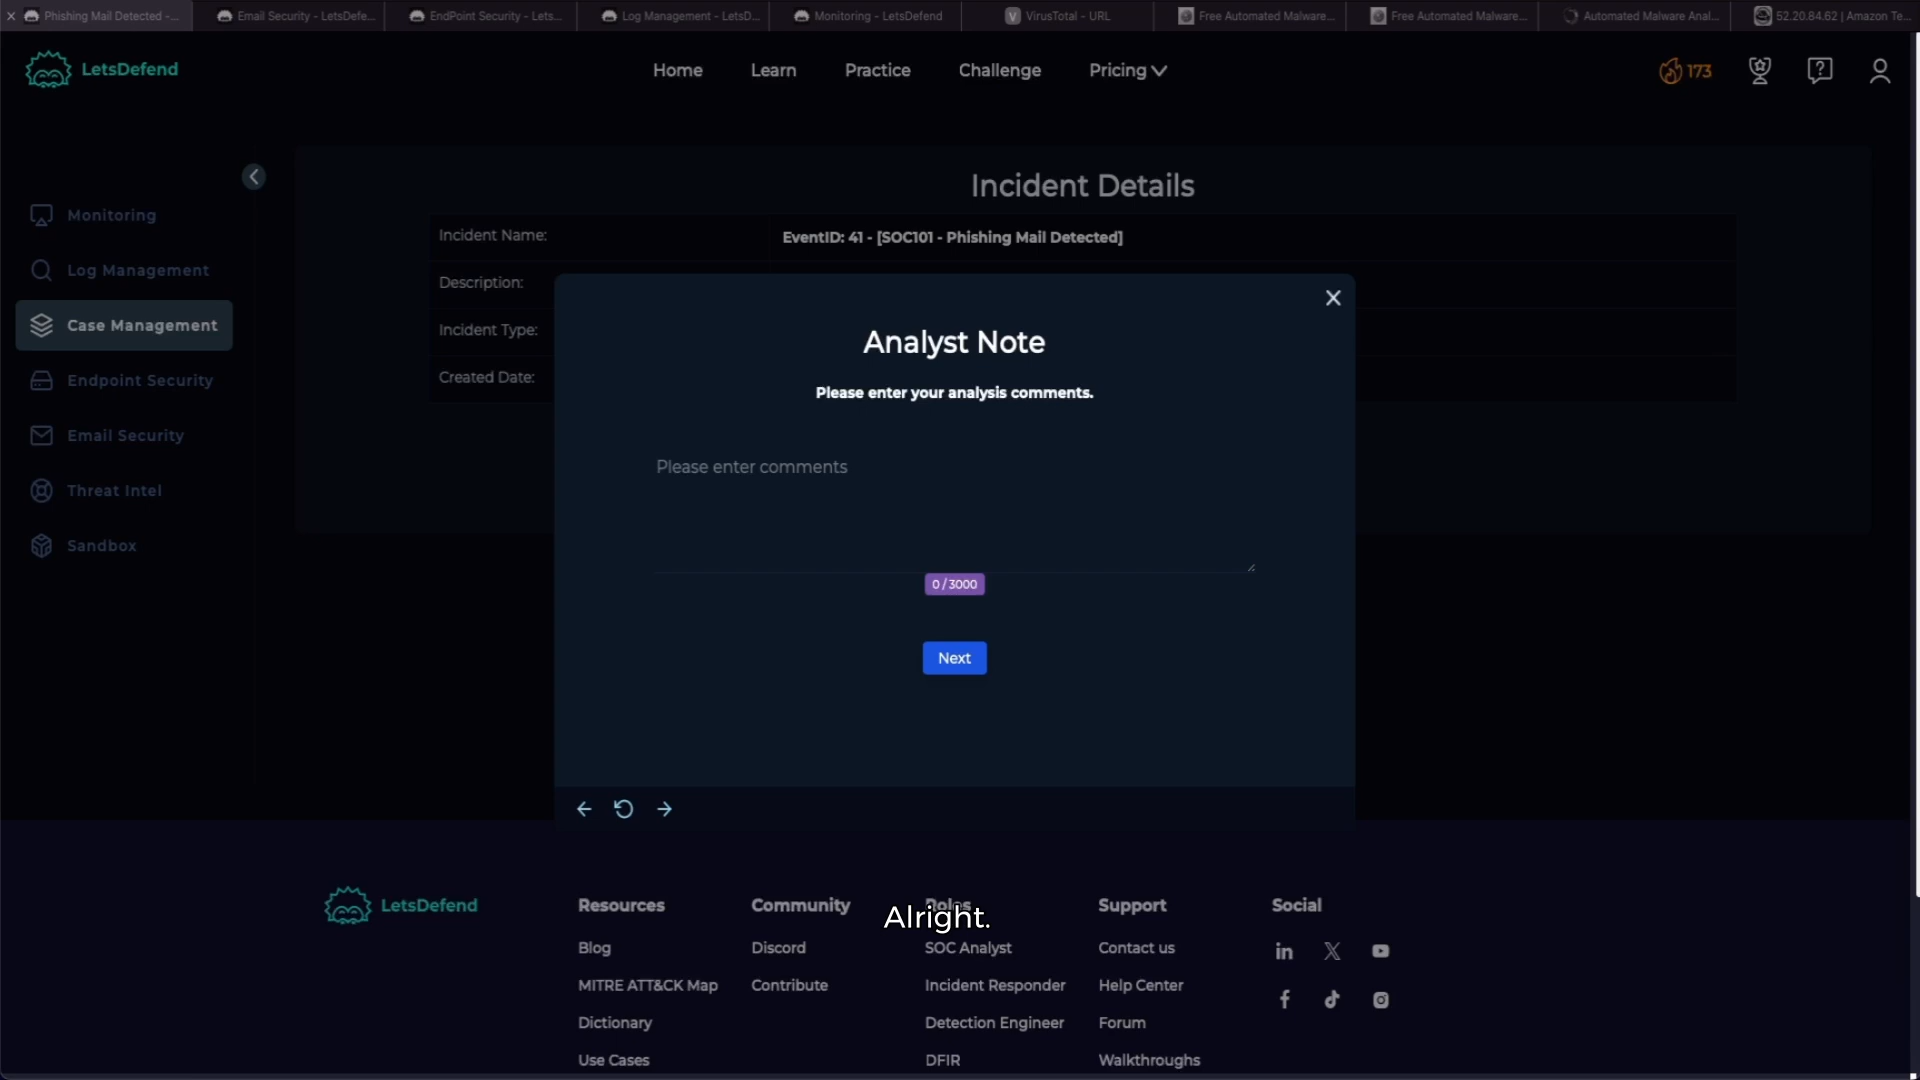 Phishing Mail Detected -...
Email Security - LetsDefe...
EndPoint Security - Lets...
Log Management - LetsD...
Monitoring - LetsDefend
VirusTotal - URL
Free Automated Malware...
Free Automated Malware...
Automated Malware Anal...
52.20.84.62 | Amazon Te...
LetsDefend
Home
Learn
Practice
Challenge
Pricing
173
Monitoring
Log Management
Case Management
Endpoint Security
Email Security
Threat Intel
Sandbox
Incident Details
Incident Name:
EventID: 41 - [SOC101 - Phishing Mail Detected]
Description:
Incident Type:
Created Date:
Analyst Note
Please enter your analysis comments.
Please enter comments
0 / 3000
Next
LetsDefend
Resources
Blog
MITRE ATT&CK Map
Dictionary
Use Cases
Community
Discord
Contribute
Alright.
Roles
SOC Analyst
Incident Responder
Detection Engineer
DFIR
Support
Contact us
Help Center
Forum
Walkthroughs
Social